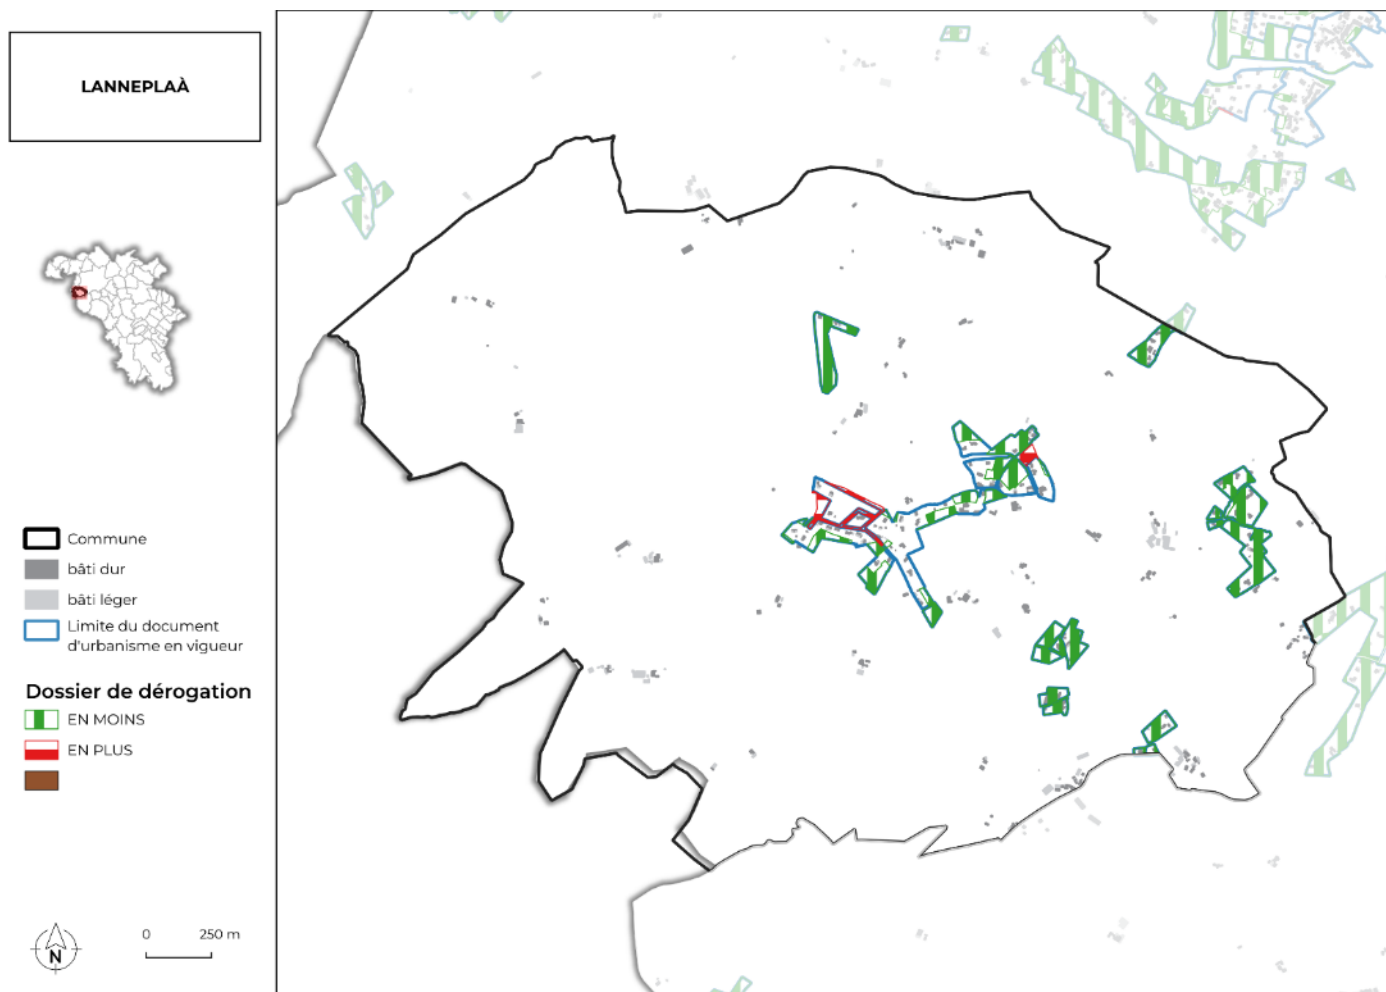 LANNEPLAÀ
Commune
bâti dur
bâti léger
Limite du document
d'urbanisme en vigueur
Dossier de dérogation
EN MOINS
EN PLUS
N
0 250 m